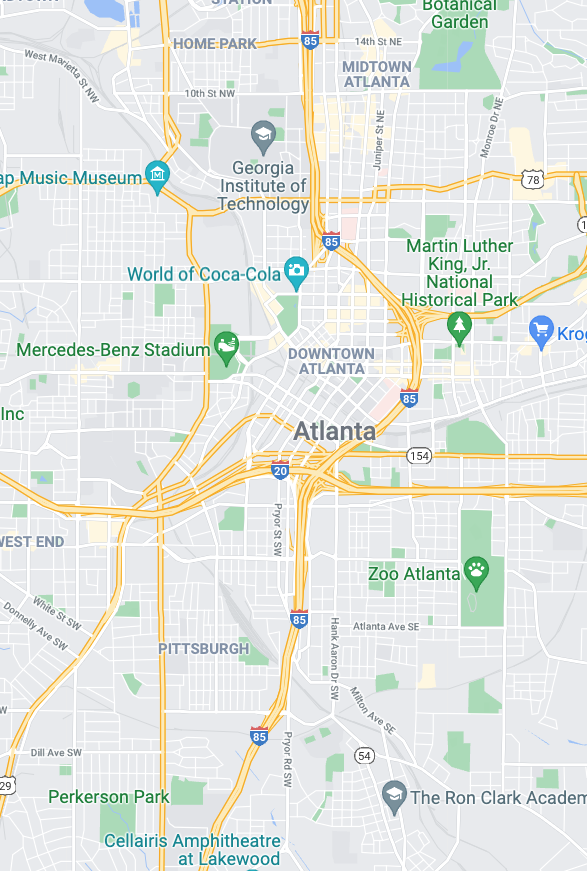 STATION
Botanical
Garden
HOME PARK
85
14th St NE
MIDTOWN
ATLANTA
West Marietta St NW
10th St NW
Juniper St NE
Monroe Dr NE
Georgia
Institute of
Technology
ap Music Museum
78
85
Martin Luther
King, Jr.
National
Historical Park
World of Coca-Cola
Krog
Mercedes-Benz Stadium
DOWNTOWN
ATLANTA
85
Inc
Atlanta
154
20
Pryor St SW
WEST END
Zoo Atlanta
White St SW
Donnelly Ave SW
85
Hank Aaron Dr SW
Atlanta Ave SE
PITTSBURGH
Milton Ave SE
85
Pryor Rd SW
Dill Ave SW
54
29
Perkerson Park
The Ron Clark Academ
Cellairis Amphitheatre
at Lakewood